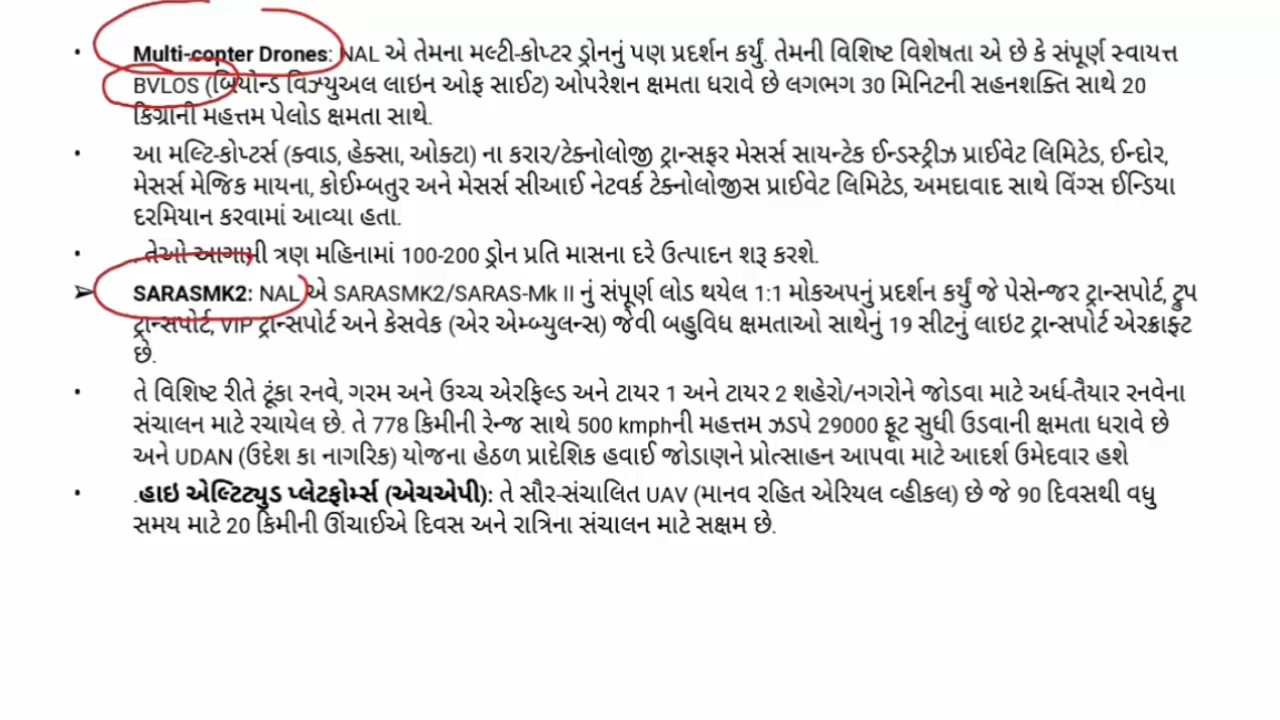 • Multi-copter Drones: NAL એ તેમના મલ્ટી-કોપ્ટર ડ્રોનનું પણ પ્રદર્શન કર્યું. તેમની વિશિષ્ટ વિશેષતા એ છે કે સંપૂર્ણ સ્વાયત્ત
BVLOS (બિયોન્ડ વિઝ્યુઅલ લાઇન ઓફ સાઈટ) ઓપરેશન ક્ષમતા ધરાવે છે લગભગ 30 મિનિટની સહનશક્તિ સાથે 20
કિગ્રાની મહત્તમ પેલોડ ક્ષમતા સાથે.
• આ મલ્ટિ-કોપ્ટર્સ (ક્વાડ, હેક્સા, ઓક્ટા) ના કરાર/ટેક્નોલોજી ટ્રાન્સફર મેસર્સ સાયન્ટેક ઈન્ડસ્ટ્રીઝ પ્રાઈવેટ લિમિટેડ, ઈન્દોર,
મેસર્સ મેજિક માયના, કોઈમ્બતુર અને મેસર્સ સીઆઈ નેટવર્ક ટેક્નોલોજીસ પ્રાઈવેટ લિમિટેડ, અમદાવાદ સાથે વિંગ્સ ઈન્ડિયા
દરમિયાન કરવામાં આવ્યા હતા.
• . તેઓ આગામી ત્રણ મહિનામાં 100-200 ડ્રોન પ્રતિ માસના દરે ઉત્પાદન શરૂ કરશે.
➢ SARASMK2: NAL એ SARASMK2/SARAS-Mk II નું સંપૂર્ણ લોડ થયેલ 1:1 મોકઅપનું પ્રદર્શન કર્યું જે પેસેન્જર ટ્રાન્સપોર્ટ, ટ્રુપ
ટ્રાન્સપોર્ટ, VIP ટ્રાન્સપોર્ટ અને કેસવેક (એર એમ્બ્યુલન્સ) જેવી બહુવિધ ક્ષમતાઓ સાથેનું 19 સીટનું લાઇટ ટ્રાન્સપોર્ટ એરક્રાફ્ટ
છે.
• તે વિશિષ્ટ રીતે ટૂંકા રનવે, ગરમ અને ઉચ્ચ એરફિલ્ડ અને ટાયર 1 અને ટાયર 2 શહેરો/નગરોને જોડવા માટે અર્ધ-તૈયાર રનવેના
સંચાલન માટે રચાયેલ છે. તે 778 કિમીની રેન્જ સાથે 500 kmphની મહત્તમ ઝડપે 29000 ફૂટ સુધી ઉડવાની ક્ષમતા ધરાવે છે
અને UDAN (ઉદેશ કા નાગરિક) યોજના હેઠળ પ્રાદેશિક હવાઈ જોડાણને પ્રોત્સાહન આપવા માટે આદર્શ ઉમેદવાર હશે
• .હાઇ એલ્ટિટ્યુડ પ્લેટફોર્મ્સ (એચએપી): તે સૌર-સંચાલિત UAV (માનવ રહિત એરિયલ વ્હીકલ) છે જે 90 દિવસથી વધુ
સમય માટે 20 કિમીની ઊંચાઈએ દિવસ અને રાત્રિના સંચાલન માટે સક્ષમ છે.